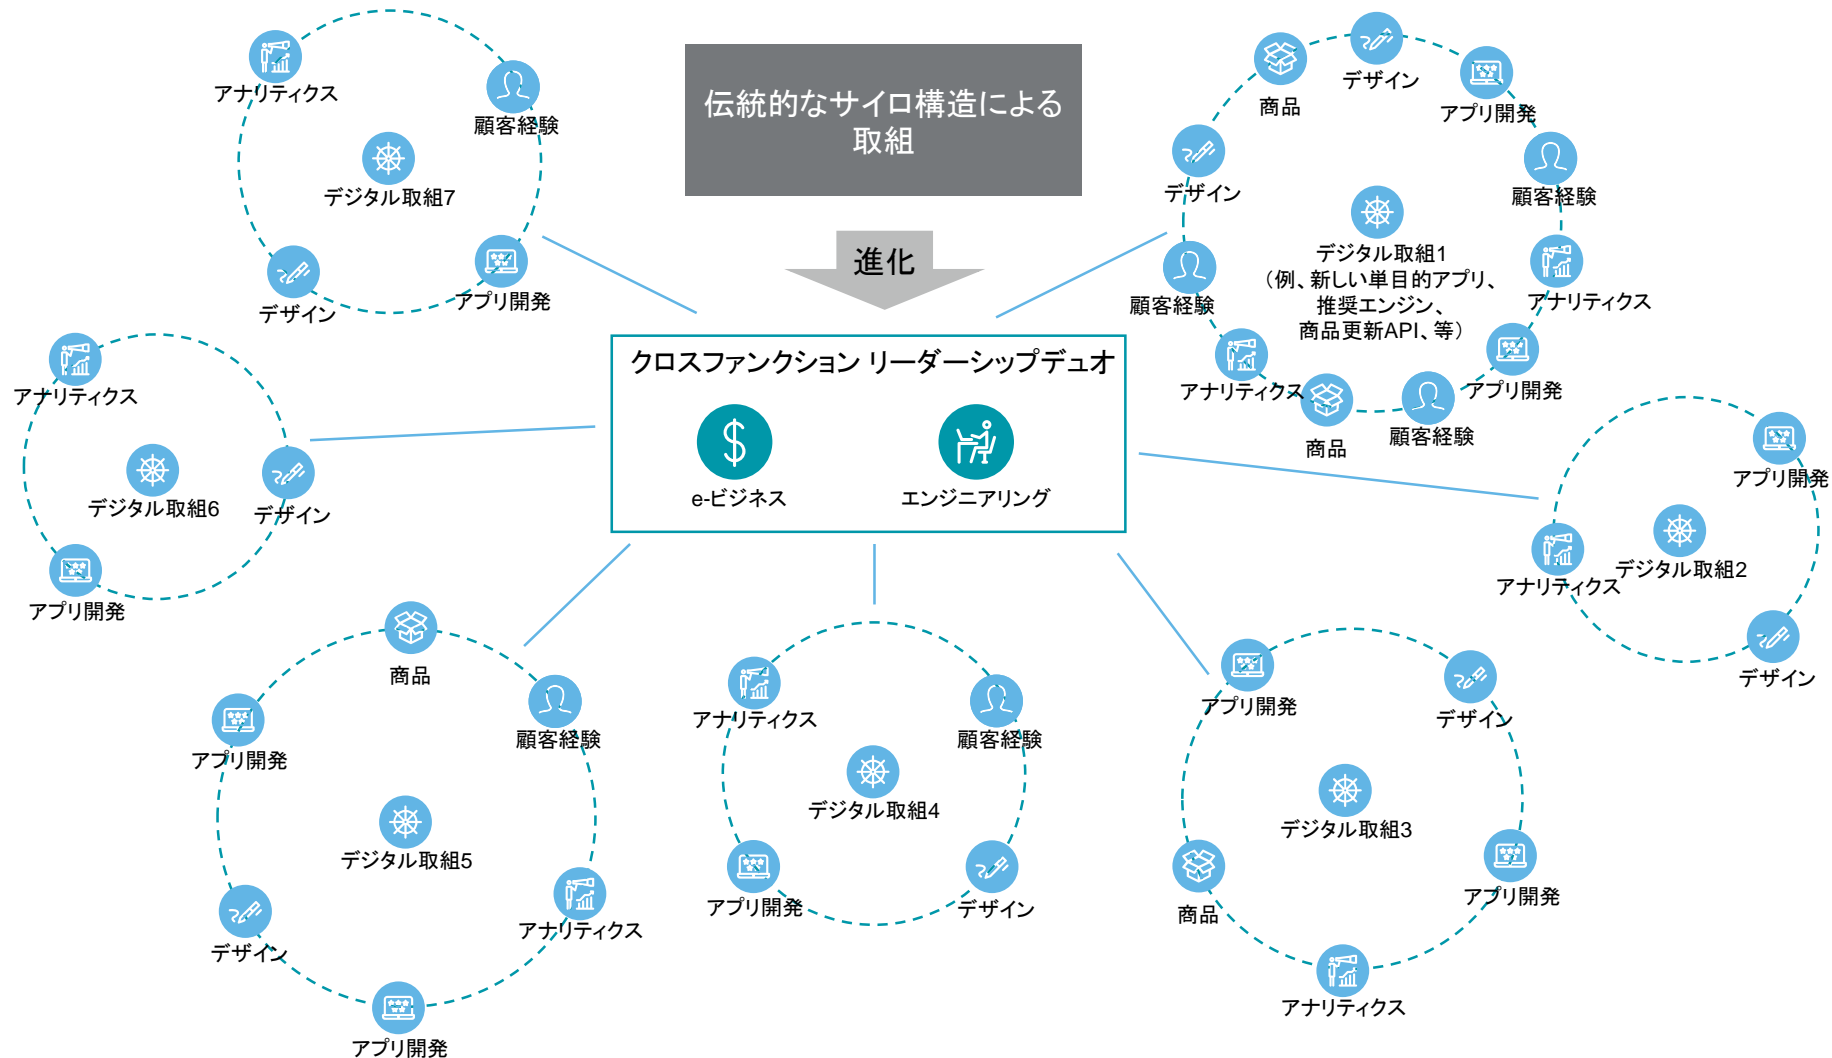 伝統的なサイロ構造による
取組
進化
クロスファンクション リーダーシップデュオ
e-ビジネス
エンジニアリング
アナリティクス
顧客経験
デジタル取組7
デザイン
アプリ開発
商品
デザイン
アプリ開発
デザイン
顧客経験
デジタル取組1
（例、新しい単目的アプリ、
推奨エンジン、
商品更新API、等）
顧客経験
アナリティクス
アナリティクス
アプリ開発
商品
顧客経験
アナリティクス
デジタル取組6
デザイン
アプリ開発
アプリ開発
アナリティクス
デジタル取組2
デザイン
商品
アプリ開発
顧客経験
デジタル取組5
デザイン
アナリティクス
アプリ開発
アナリティクス
顧客経験
デジタル取組4
アプリ開発
デザイン
アプリ開発
デザイン
デジタル取組3
商品
アプリ開発
アナリティクス